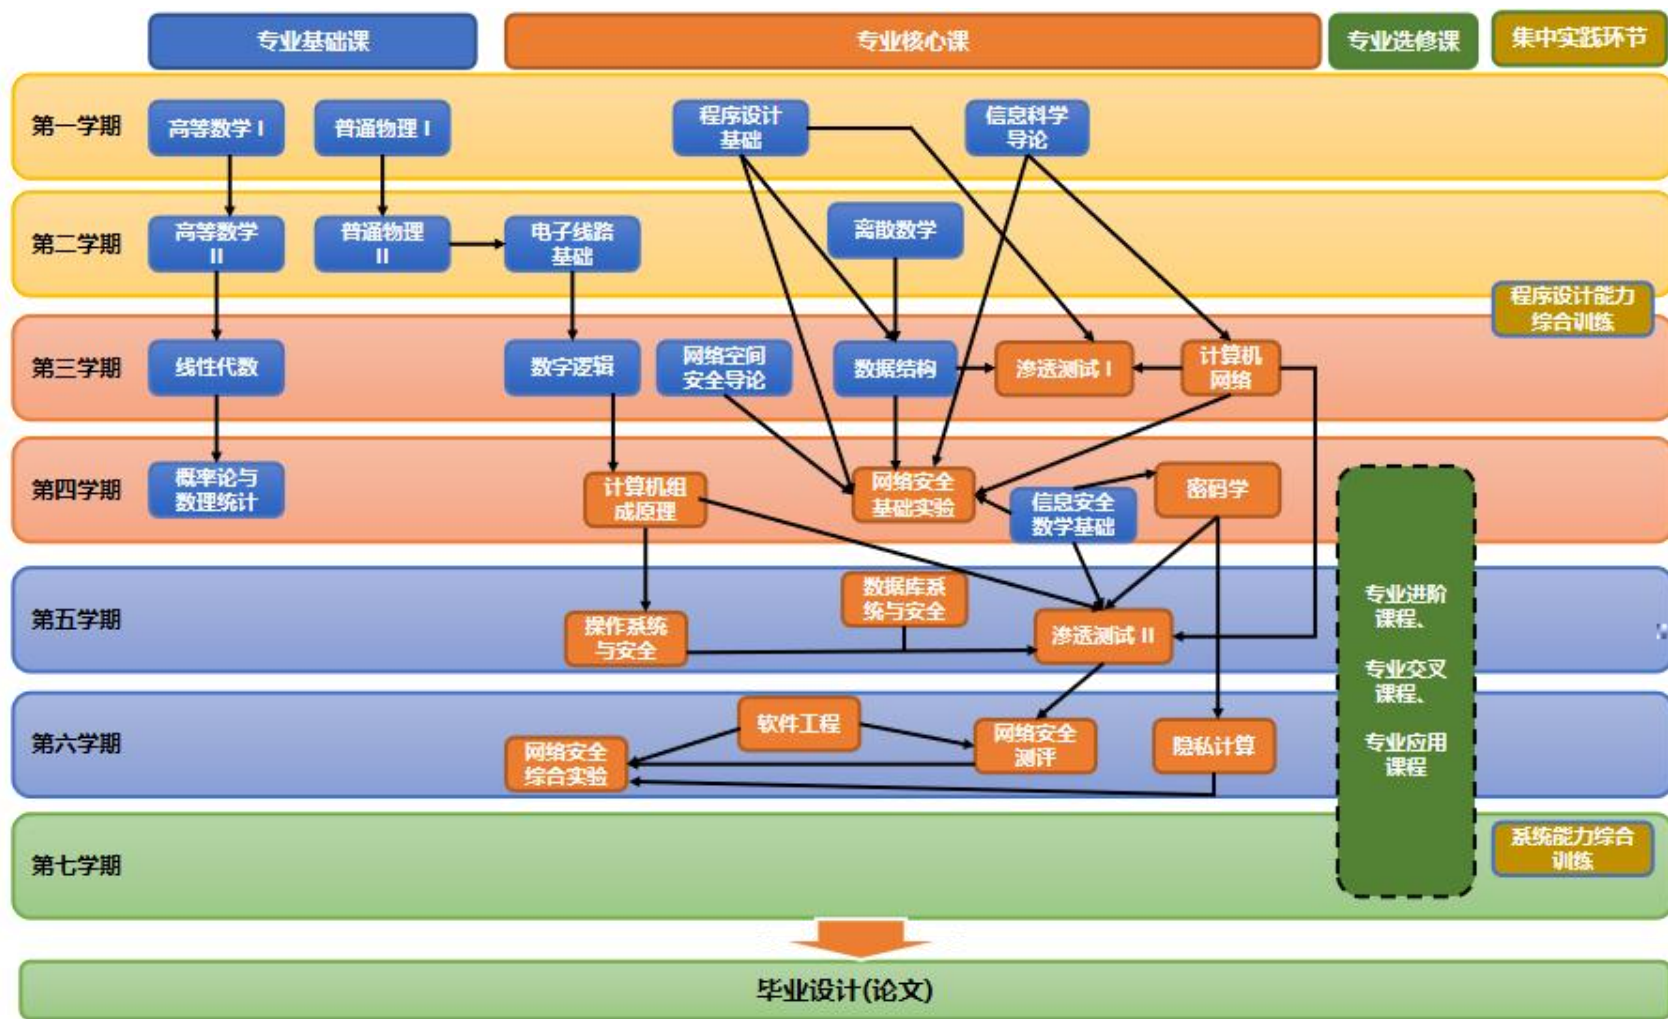 专业基础课
专业核心课
专业选修课
集中实践环节
第一学期
高等数学 I
普通物理 I
程序设计
基础
信息科学
导论
第二学期
高等数学
II
普通物理
II
电子线路
基础
离散数学
程序设计能力
综合训练
第三学期
线性代数
数字逻辑
网络空间
安全导论
数据结构
渗透测试 I
计算机
网络
第四学期
概率论与
数理统计
计算机组
成原理
网络安全
基础实验
信息安全
数学基础
密码学
第五学期
操作系统
与安全
数据库系
统与安全
渗透测试 II
专业进阶
课程、
专业交叉
课程、
专业应用
课程
第六学期
网络安全
综合实验
软件工程
网络安全
测评
隐私计算
第七学期
系统能力综合
训练
毕业设计(论文)